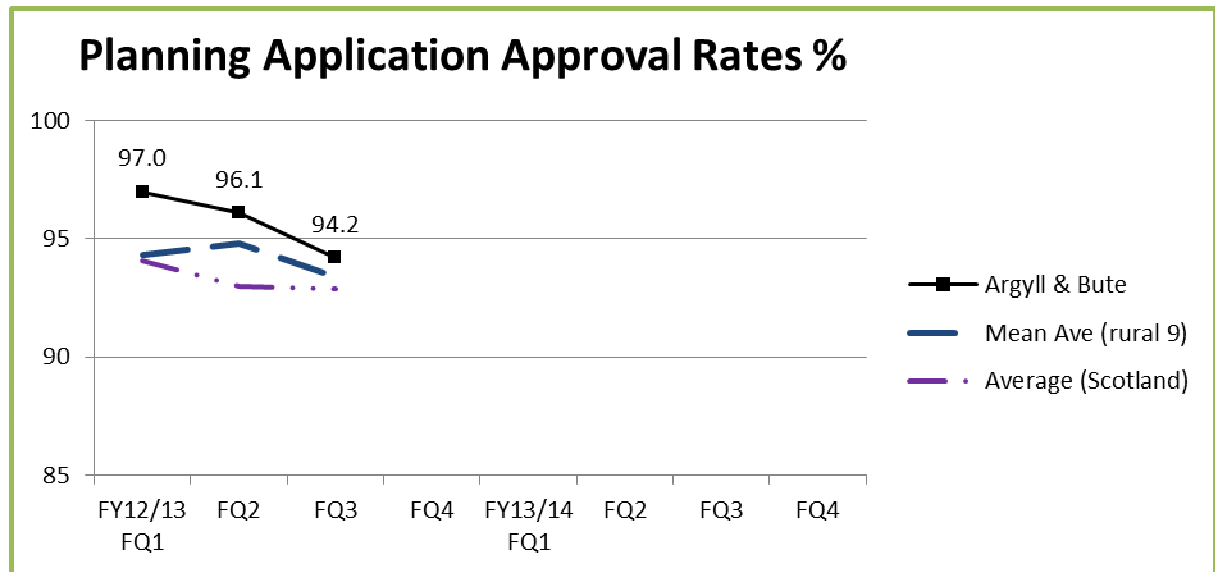 Planning Application Approval Rates %
100
97.0
96.1
94.2
95
90
85
FY12/13 FQ2 FQ3 FQ4 FY13/14 FQ2 FQ3 FQ4
FQ1 FQ1
Argyll & Bute
Mean Ave (rural 9)
Average (Scotland)